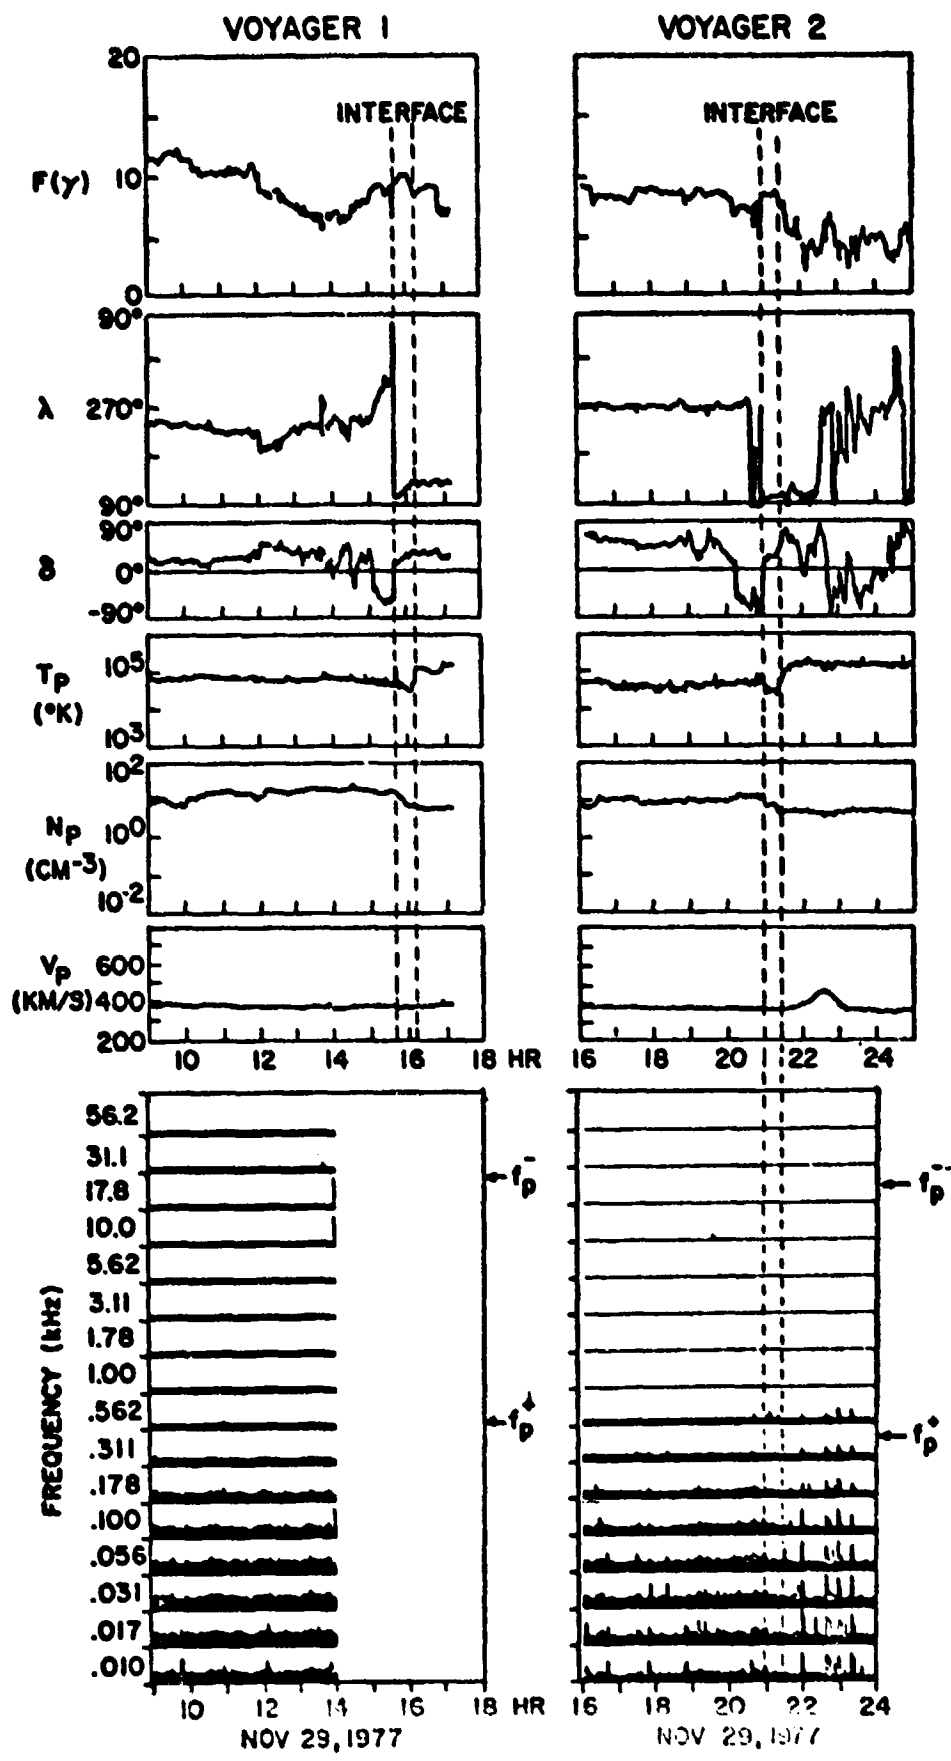 VOYAGER 1 VOYAGER 2
20
INTERFACE INTERFACE
F(γ) 10
0
90°
λ 270°
90°
90°
δ 0°
-90°
Tp 10⁵
(°K)
10³
10²
Np 10⁰
(CM⁻³)
10⁻²
Vp 600
(KM/S) 400
200
10 12 14 16 18 HR 16 18 20 22 24
56.2
31.1
fp⁻ fp⁻
17.8
10.0
5.62
3.11
1.78
1.00
.562
fp⁺ fp⁺
.311
.178
.100
.056
.031
.017
.010
FREQUENCY (kHz)
10 12 14 16 18 HR 16 18 20 22 24
NOV 29, 1977 NOV 29, 1977